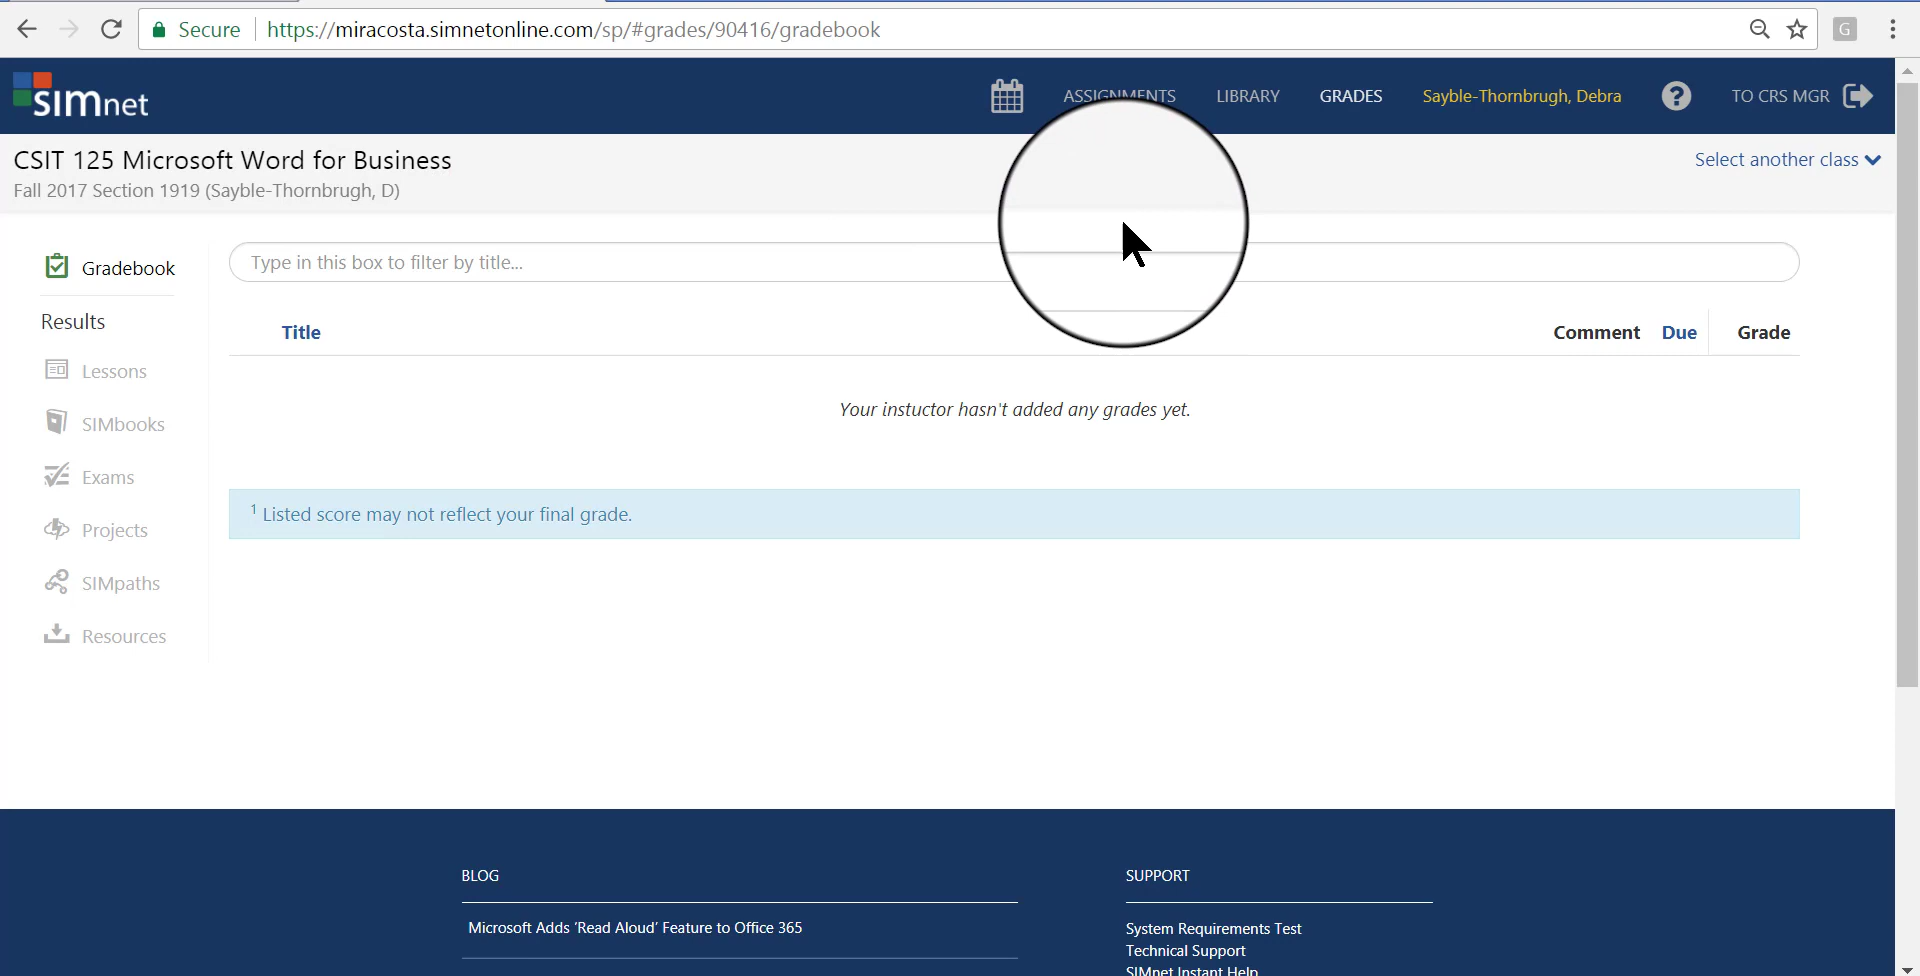 Secure https://miracosta.simnetonline.com/sp/#grades/90416/gradebook G
SIMnet ASSIGNMENTS LIBRARY GRADES Sayble-Thornbrugh, Debra ? TO CRS MGR
CSIT 125 Microsoft Word for Business Select another class
Fall 2017 Section 1919 (Sayble-Thornbrugh, D)
Gradebook Type in this box to filter by title...
Results
Title Comment Due Grade
Lessons
Your instuctor hasn't added any grades yet.
SIMbooks
Exams
1 Listed score may not reflect your final grade.
Projects
SIMpaths
Resources
BLOG SUPPORT
Microsoft Adds 'Read Aloud' Feature to Office 365 System Requirements Test
Technical Support
SIMnet Instant Help